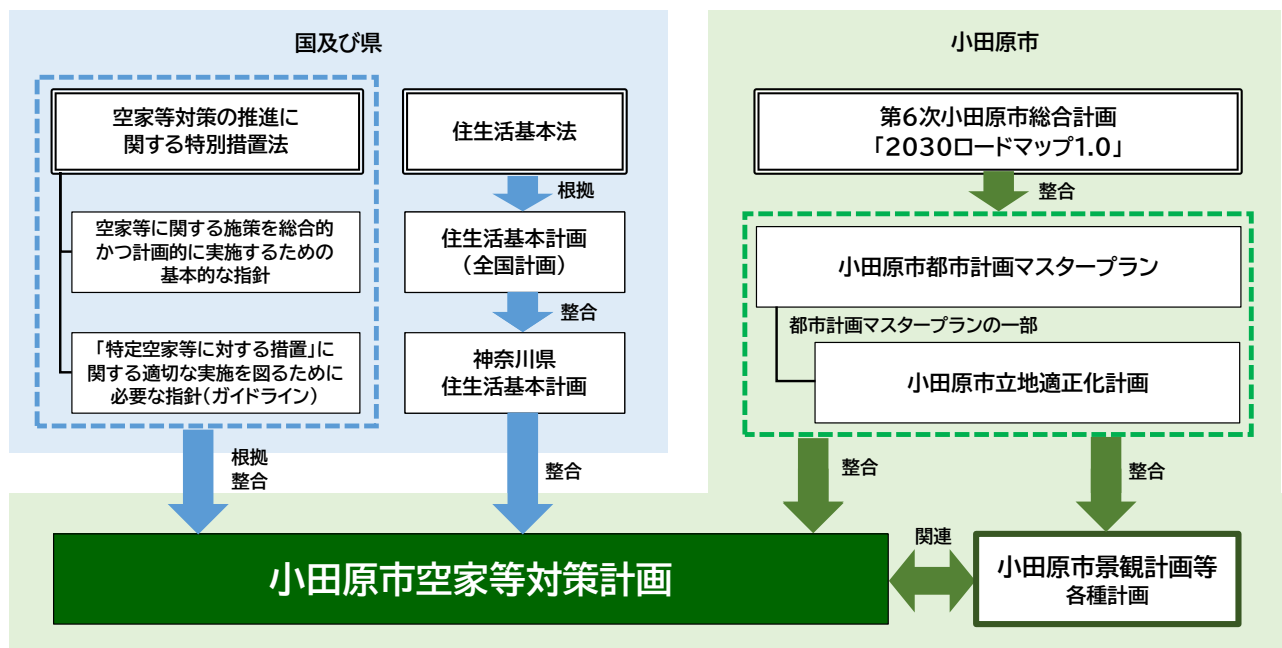 国及び県
空家等対策の推進に
関する特別措置法
空家等に関する施策を総合的
かつ計画的に実施するための
基本的な指針
「特定空家等に対する措置」に
関する適切な実施を図るために
必要な指針(ガイドライン)
根拠
整合
住生活基本法
根拠
住生活基本計画
(全国計画)
整合
神奈川県
住生活基本計画
整合
小田原市
第6次小田原市総合計画
「2030ロードマップ1.0」
整合
小田原市都市計画マスタープラン
都市計画マスタープランの一部
小田原市立地適正化計画
整合
整合
小田原市空家等対策計画
関連
小田原市景観計画等
各種計画